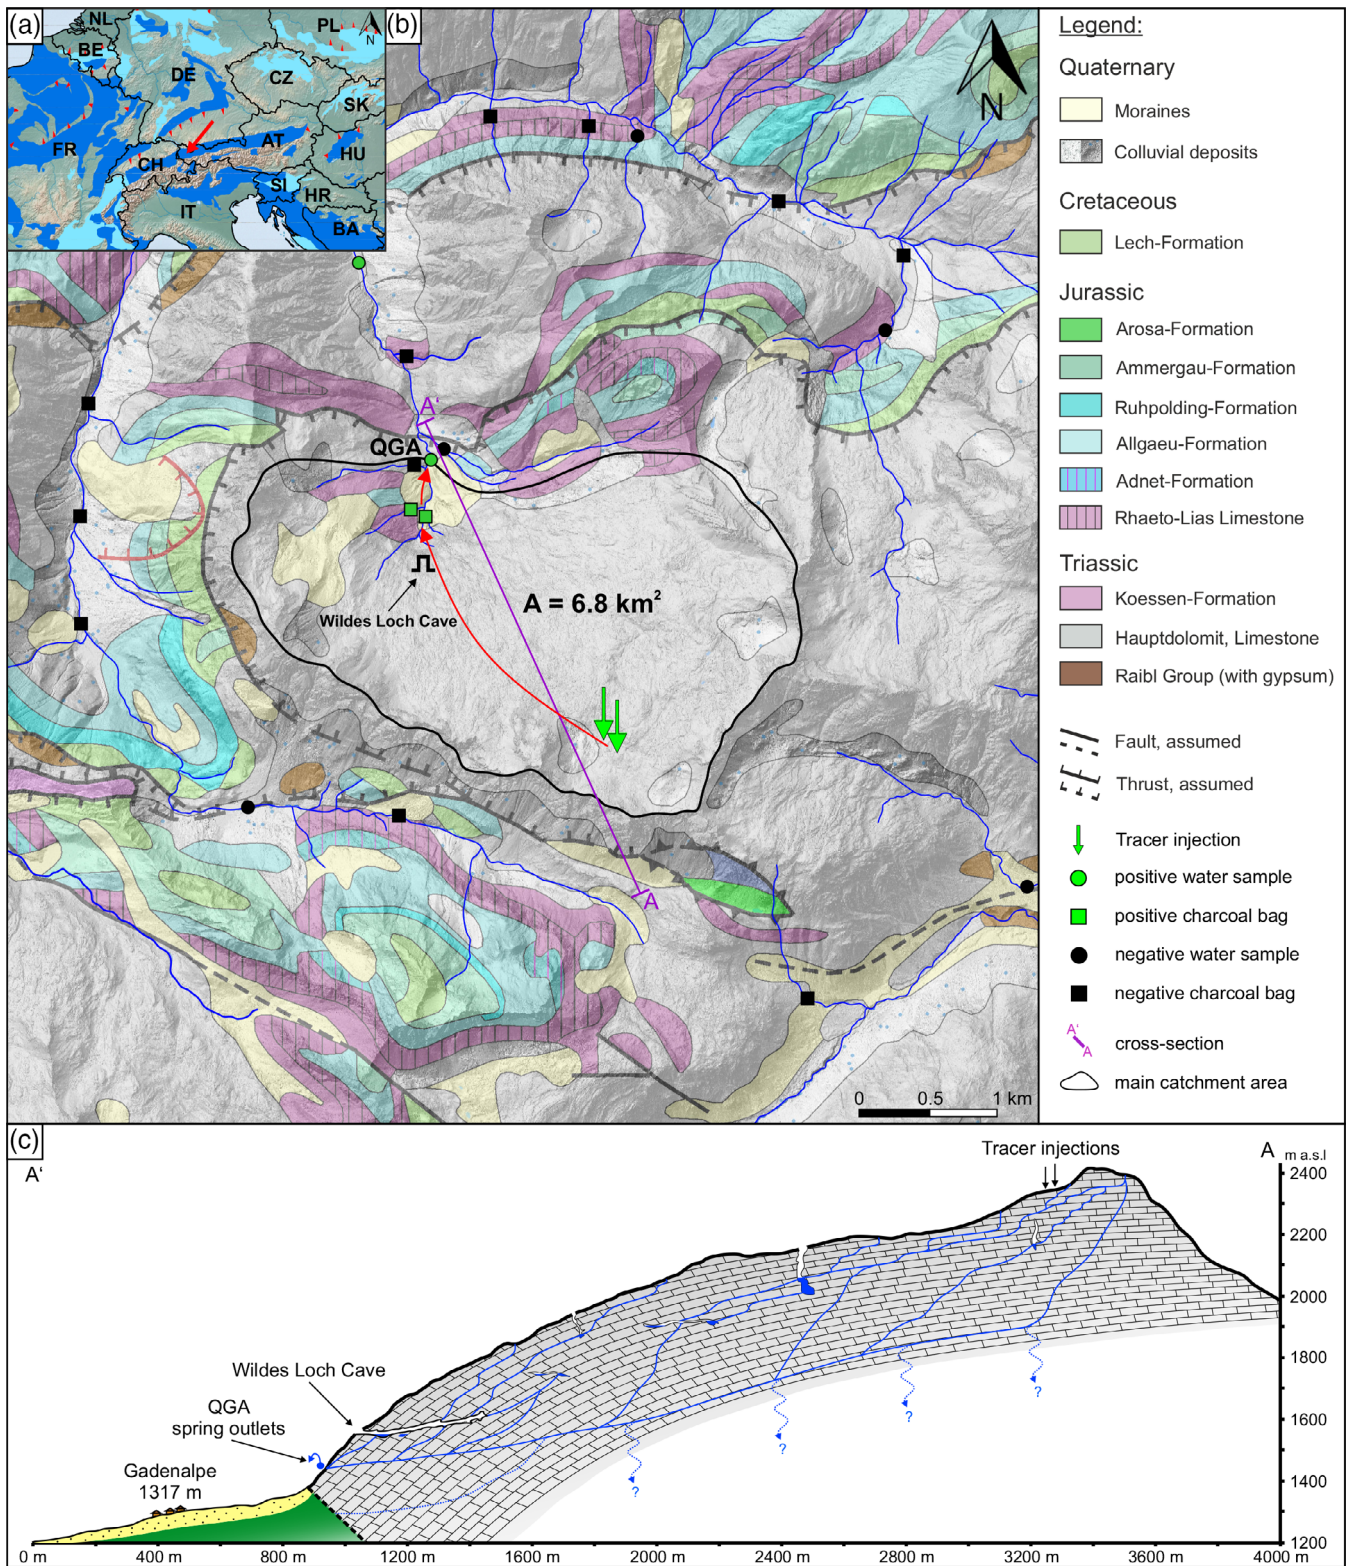 (a)
NL
PL
N
BE
DE
CZ
SK
FR
AT
CH
HU
SI
HR
IT
BA
(b)
N
A'
QGA
Wildes Loch Cave
A = 6.8 km²
A
0 0.5 1 km
Legend:
Quaternary
Moraines
Colluvial deposits
Cretaceous
Lech-Formation
Jurassic
Arosa-Formation
Ammergau-Formation
Ruhpolding-Formation
Allgaeu-Formation
Adnet-Formation
Rhaeto-Lias Limestone
Triassic
Koessen-Formation
Hauptdolomit, Limestone
Raibl Group (with gypsum)
Fault, assumed
Thrust, assumed
Tracer injection
positive water sample
positive charcoal bag
negative water sample
negative charcoal bag
A'
A
cross-section
main catchment area
(c)
A'
Tracer injections
A m a.s.l
2400
2200
2000
1800
1600
1400
1200
Wildes Loch Cave
QGA
spring outlets
Gadenalpe
1317 m
?
?
?
?
0 m 400 m 800 m 1200 m 1600 m 2000 m 2400 m 2800 m 3200 m 3600 m 4000 m